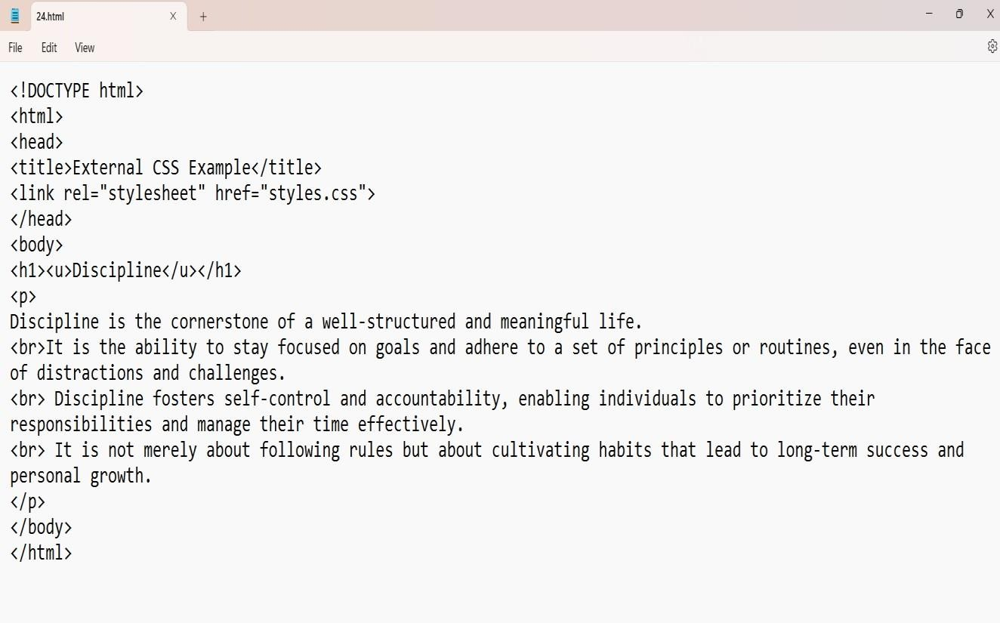 24.html
File Edit View
<!DOCTYPE html>
<html>
<head>
<title>External CSS Example</title>
<link rel="stylesheet" href="styles.css">
</head>
<body>
<h1><u>Discipline</u></h1>
<p>
Discipline is the cornerstone of a well-structured and meaningful life.
<br>It is the ability to stay focused on goals and adhere to a set of principles or routines, even in the face
of distractions and challenges.
<br> Discipline fosters self-control and accountability, enabling individuals to prioritize their
responsibilities and manage their time effectively.
<br> It is not merely about following rules but about cultivating habits that lead to long-term success and
personal growth.
</p>
</body>
</html>